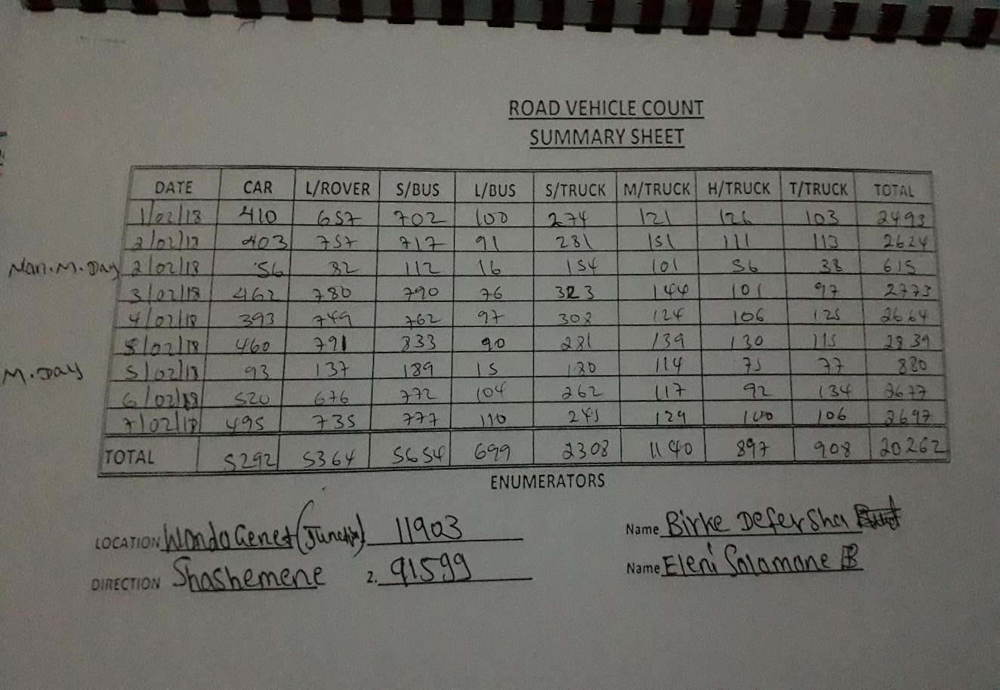 ROAD VEHICLE COUNT
SUMMARY SHEET
DATE CAR L/ROVER S/BUS L/BUS S/TRUCK M/TRUCK H/TRUCK T/TRUCK TOTAL
1/02/18 410 657 702 100 274 121 126 103 2493
2/02/18 403 757 717 91 281 151 111 113 2624
Man.M.Day 2/02/18 56 82 112 16 154 101 56 38 615
3/02/18 462 780 790 76 323 144 101 97 2773
4/02/18 393 749 762 97 308 124 106 125 2664
5/02/18 460 791 833 90 281 139 130 115 2839
M.Day 5/02/18 93 137 189 15 180 114 75 77 880
6/02/18 520 676 772 104 262 117 92 134 2677
7/02/18 495 735 777 110 245 129 100 106 2697
TOTAL 5292 5364 5654 699 2308 1140 897 908 20262
ENUMERATORS
LOCATION Wondo Genet (Junction) 11903 Name Birke Defersha
DIRECTION Shashemene 2. 91599 Name Eleni Solamone